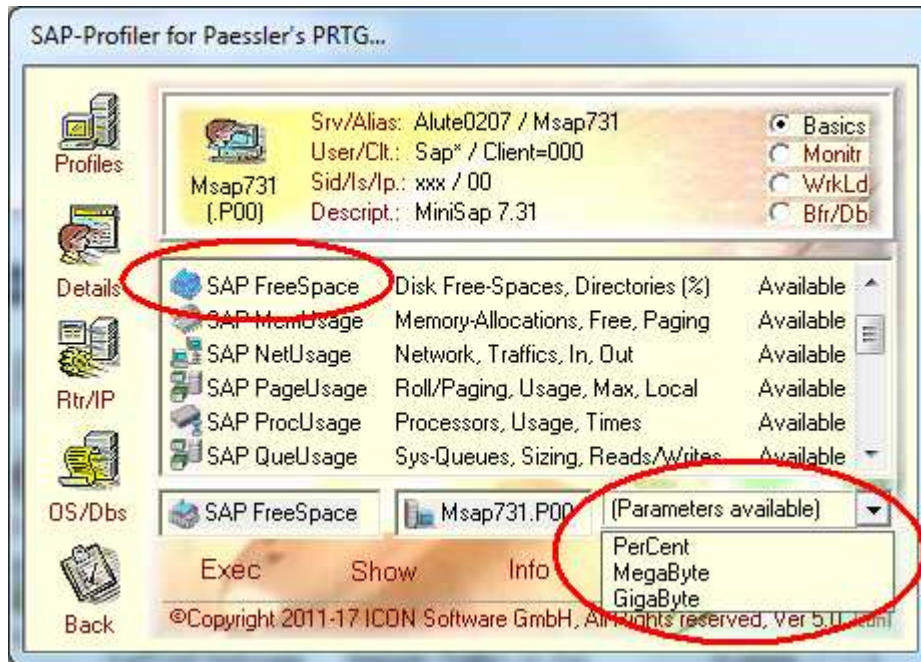 SAP-Profiler for Paessler's PRTG...
Profiles
Details
Rtr/IP
OS/Dbs
Back
Msap731
(.P00)
Srv/Alias: Alute0207 / Msap731
User/Clt.: Sap* / Client=000
Sid/Is/Ip.: xxx / 00
Descript.: MiniSap 7.31
Basics
Monitr
WrkLd
Bfr/Db
SAP FreeSpace Disk Free-Spaces, Directories (%) Available
SAP MemUsage Memory-Allocations, Free, Paging Available
SAP NetUsage Network, Traffics, In, Out Available
SAP PageUsage Roll/Paging, Usage, Max, Local Available
SAP ProcUsage Processors, Usage, Times Available
SAP QueUsage Sys-Queues, Sizing, Reads/Writes Available
SAP FreeSpace Msap731.P00 (Parameters available)
PerCent
MegaByte
GigaByte
Exec Show Info
©Copyright 2011-17 ICON Software GmbH, All rights reserved, Ver 5.0